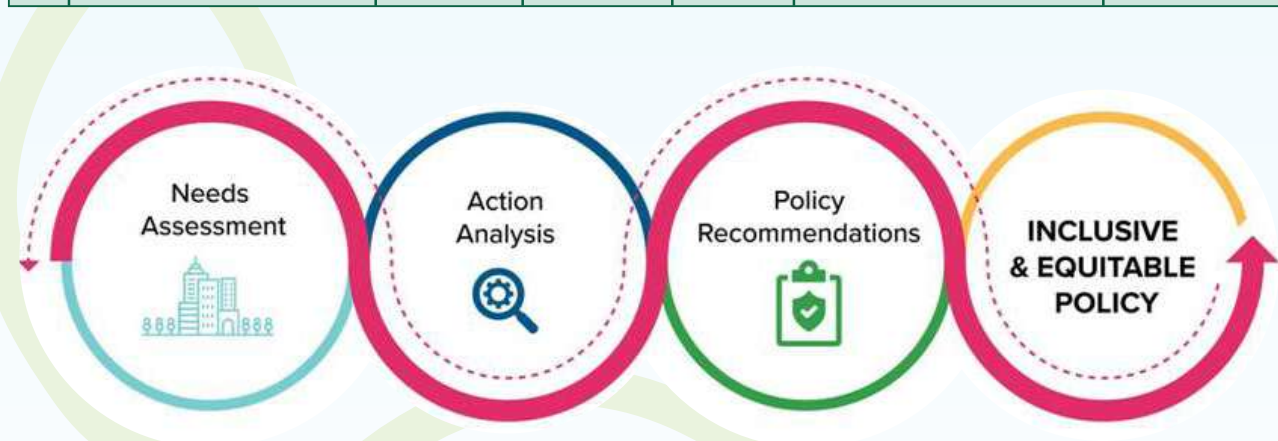 Needs
Assessment
Action
Analysis
Policy
Recommendations
INCLUSIVE
& EQUITABLE
POLICY